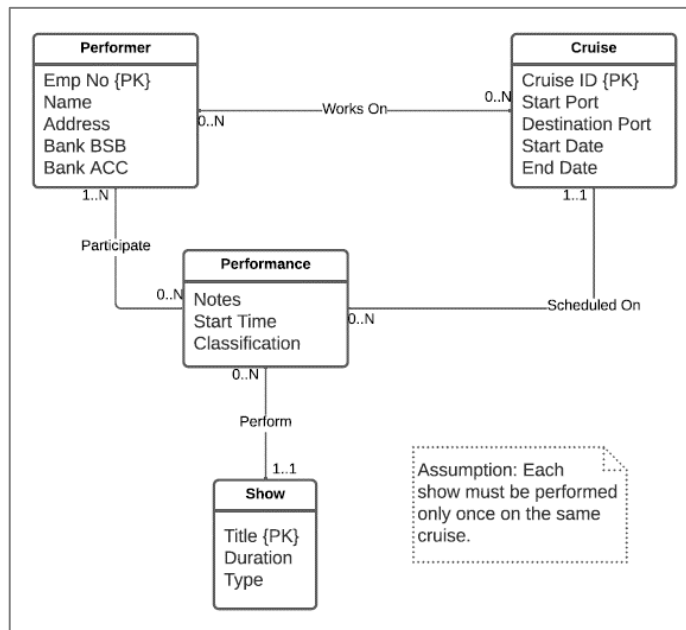 Performer
Emp No {PK}
Name
Address
Bank BSB
Bank ACC
Cruise
Cruise ID {PK}
Start Port
Destination Port
Start Date
End Date
0..N
Works On
0..N
1..N
1..1
Participate
Performance
Notes
Start Time
Classification
0..N
0..N
Scheduled On
0..N
Perform
1..1
Show
Title {PK}
Duration
Type
Assumption: Each
show must be performed
only once on the same
cruise.